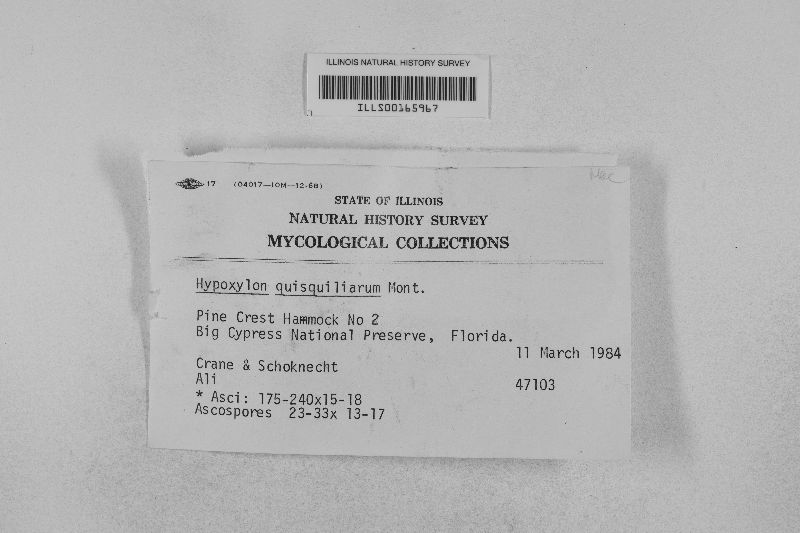 ILLINOIS NATURAL HISTORY SURVEY
ILLS00165967
17 (04017—10M—12-68)
STATE OF ILLINOIS
NATURAL HISTORY SURVEY
MYCOLOGICAL COLLECTIONS
Hypoxylon quisquiliarum Mont.
Pine Crest Hammock No 2
Big Cypress National Preserve, Florida.
11 March 1984
Crane & Schoknecht
Ali
47103
* Asci: 175-240x15-18
Ascospores 23-33x 13-17